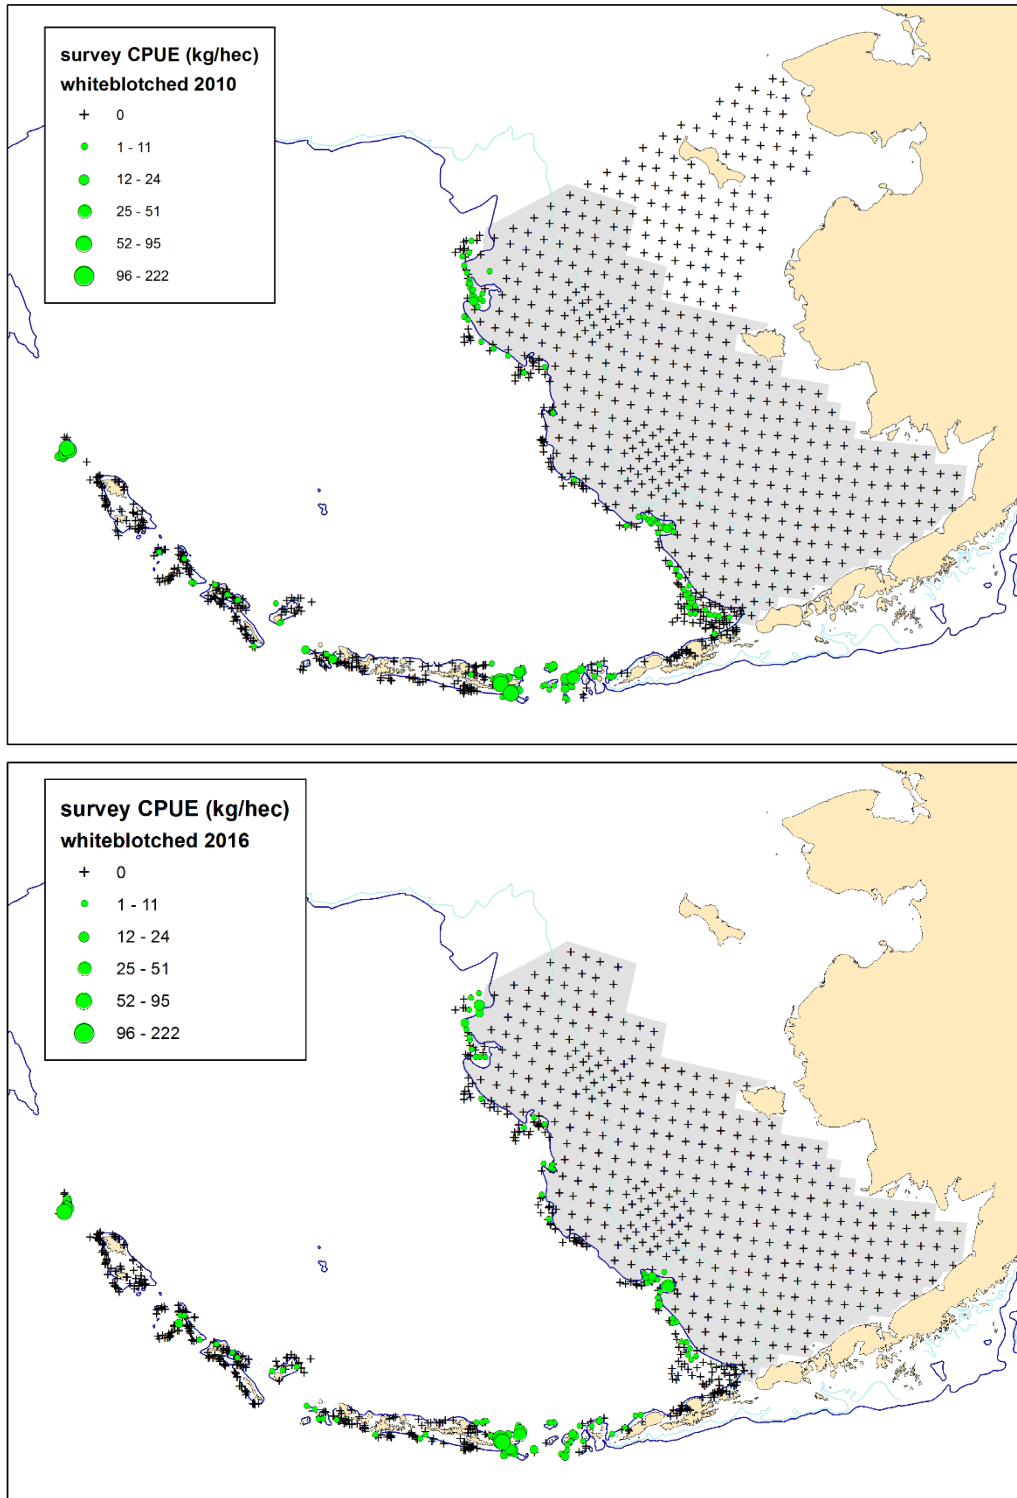 survey CPUE (kg/hec)
whiteblotched 2010
0
1 - 11
12 - 24
25 - 51
52 - 95
96 - 222
survey CPUE (kg/hec)
whiteblotched 2016
0
1 - 11
12 - 24
25 - 51
52 - 95
96 - 222